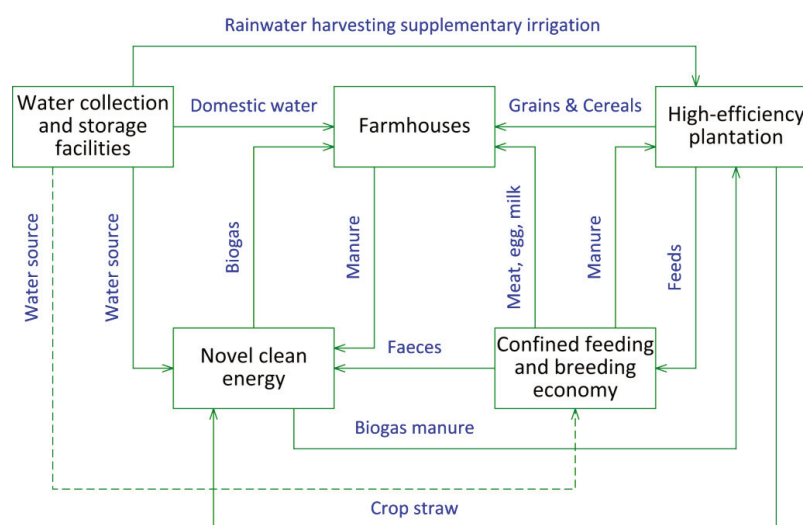 Rainwater harvesting supplementary irrigation
Water collection
and storage
facilities
Domestic water
Farmhouses
Grains & Cereals
High-efficiency
plantation
Water source
Water source
Biogas
Manure
Meat, egg, milk
Manure
Feeds
Novel clean
energy
Faeces
Confined feeding
and breeding
economy
Biogas manure
Crop straw